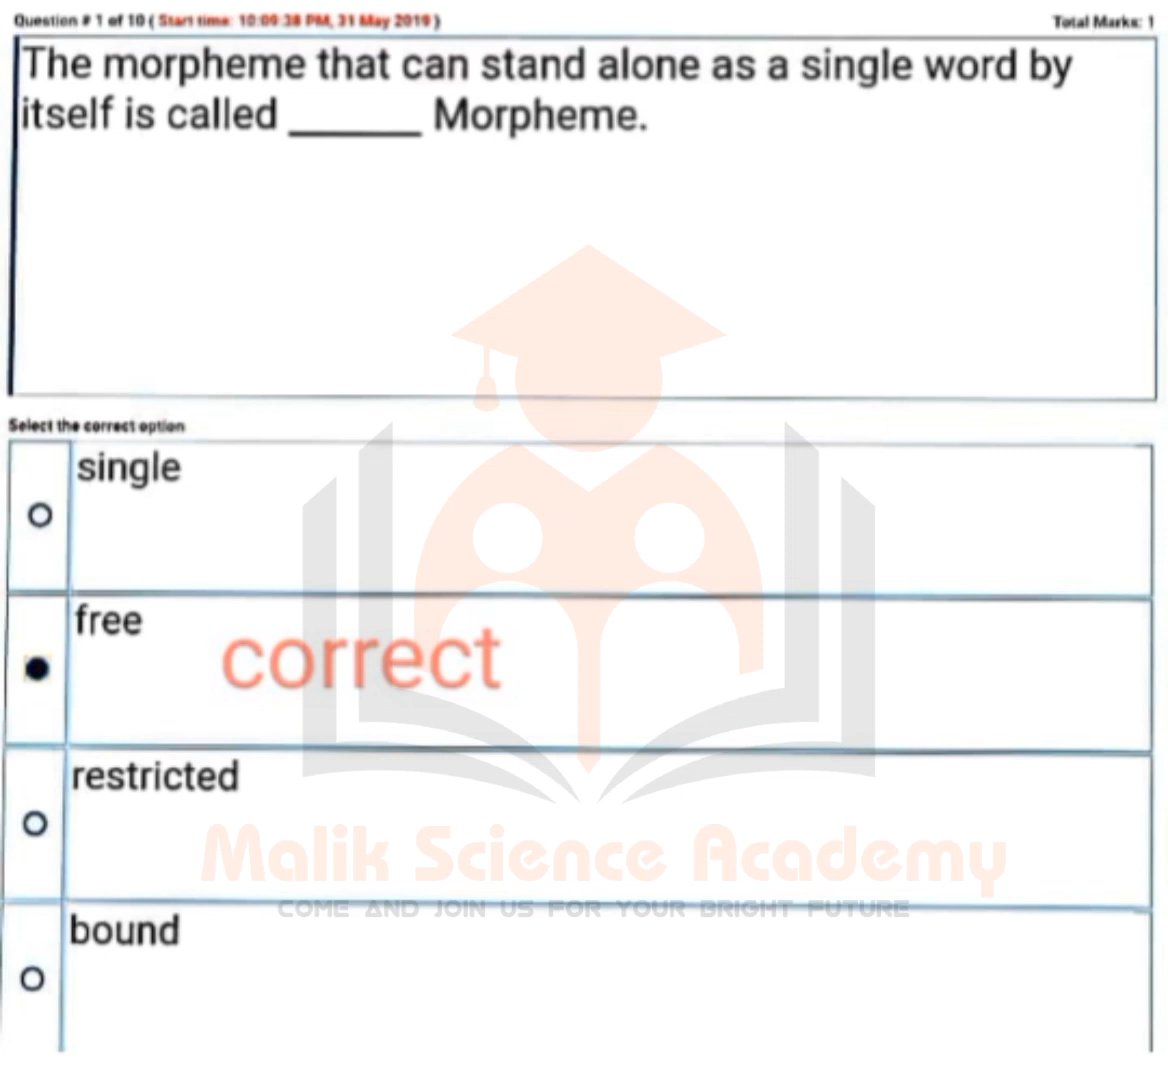 Question # 1 of 10 ( Start time: 10:09:38 PM, 31 May 2019 ) Total Marks: 1
The morpheme that can stand alone as a single word by
itself is called ______ Morpheme.
Select the correct option
single
free
correct
restricted
Malik Science Academy
COME AND JOIN US FOR YOUR BRIGHT FUTURE
bound